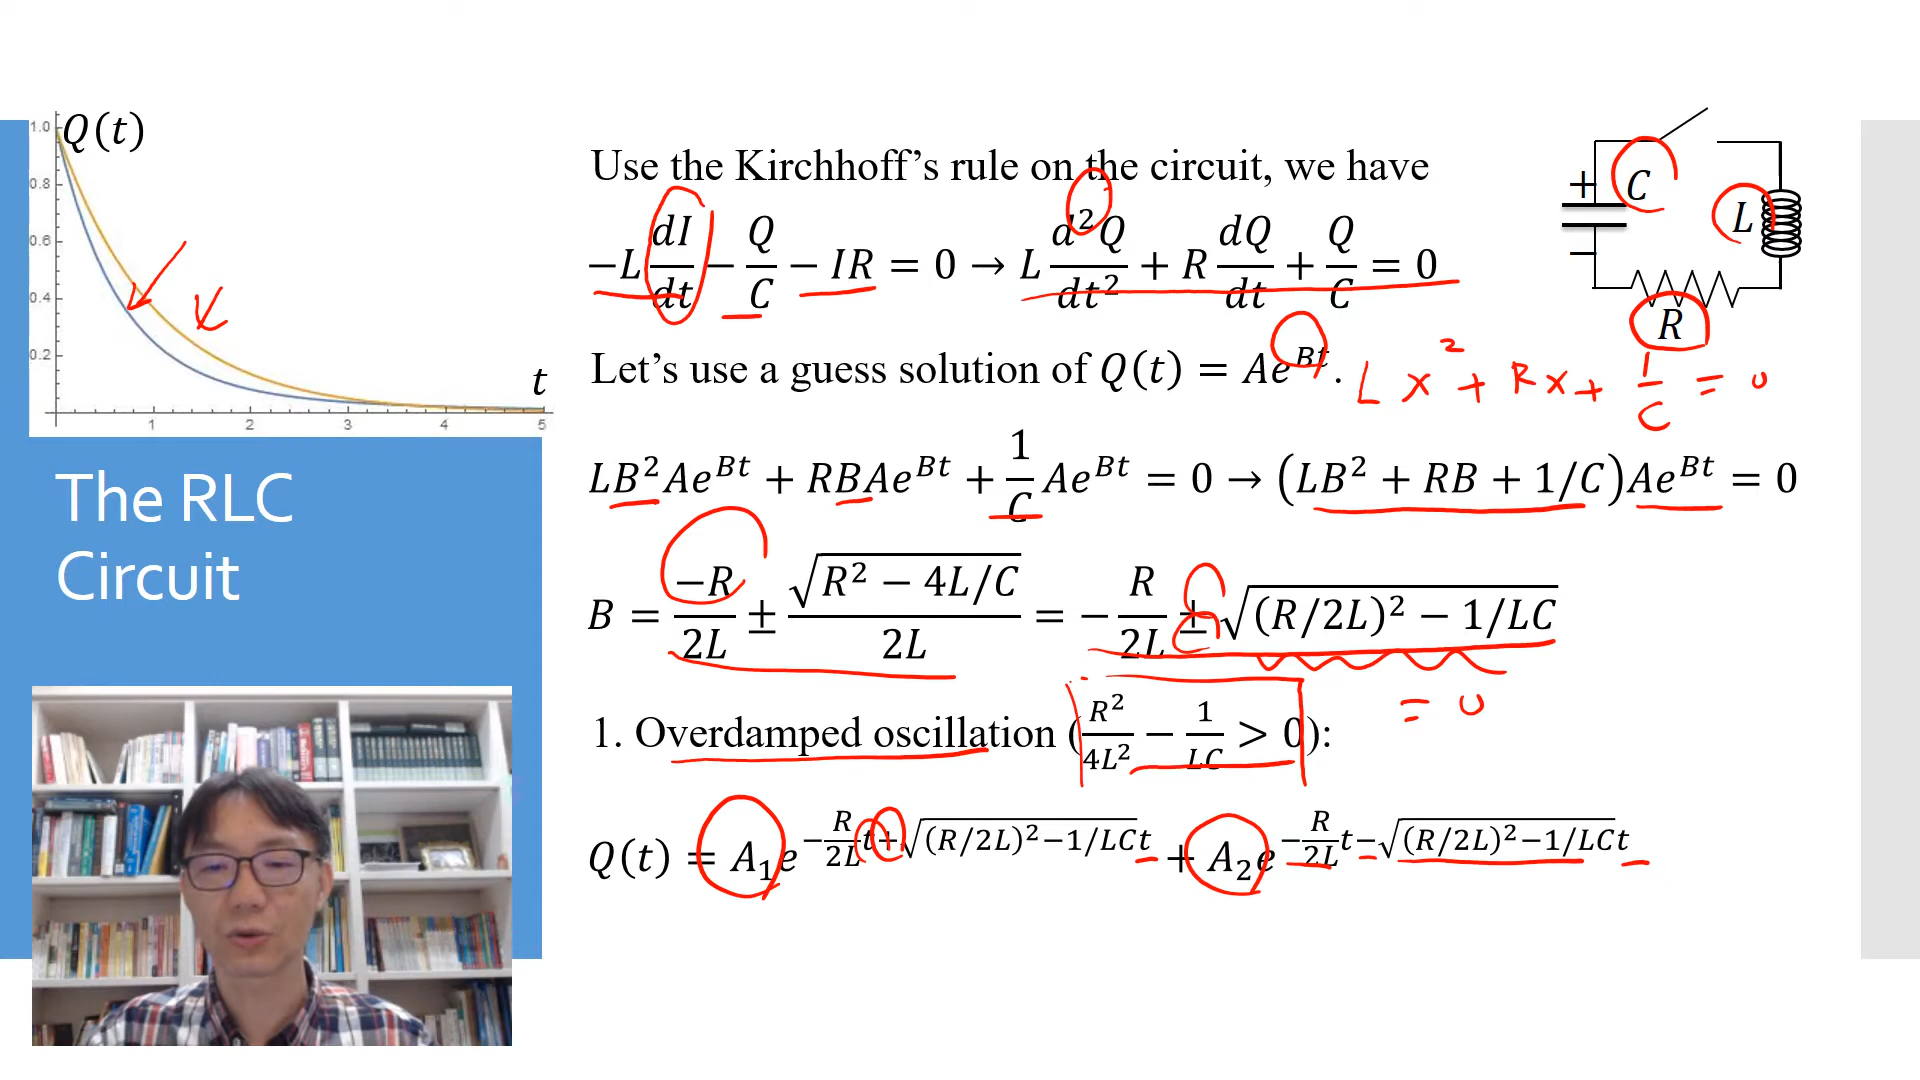 Q(t)
1.0
0.8
0.6
0.4
0.2
t
1 2 3 4 5
The RLC
Circuit
Use the Kirchhoff's rule on the circuit, we have
−L dI/dt − Q/C − IR = 0 → L d²Q/dt² + R dQ/dt + Q/C = 0
+ C
−
L
R
Let's use a guess solution of Q(t) = Ae^{Bt}.
L x² + Rx + 1/C = 0
LB²Ae^{Bt} + RBAe^{Bt} + 1/C Ae^{Bt} = 0 → (LB² + RB + 1/C)Ae^{Bt} = 0
B = −R/2L ± √(R² − 4L/C)/2L = −R/2L ± √((R/2L)² − 1/LC)
= 0
1. Overdamped oscillation (R²/4L² − 1/LC > 0):
Q(t) = A₁e^{−R/2L t+√((R/2L)²−1/LC)t} + A₂e^{−R/2L t−√((R/2L)²−1/LC)t}